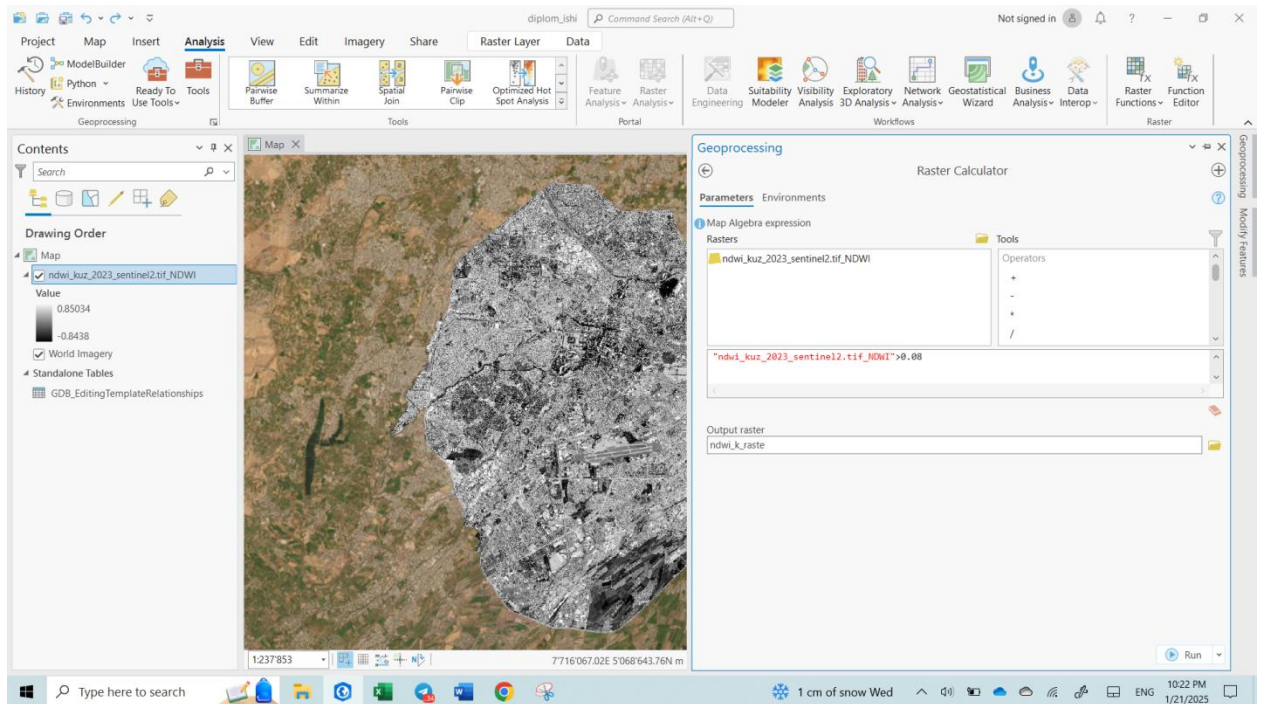 diplom_ishi
Command Search (Alt+Q)
Not signed in
?
Project Map Insert Analysis View Edit Imagery Share Raster Layer Data
History
ModelBuilder
Python
Environments
Ready To Use Tools
Tools
Geoprocessing
Pairwise Buffer
Summarize Within
Spatial Join
Pairwise Clip
Optimized Hot Spot Analysis
Tools
Feature Analysis
Raster Analysis
Portal
Data Engineering
Suitability Modeler
Visibility Analysis
Exploratory 3D Analysis
Network Analysis
Geostatistical Wizard
Business Analysis
Data Interop
Workflows
Raster Functions
Function Editor
Raster
Contents
Search
Drawing Order
Map
ndwi_kuz_2023_sentinel2.tif_NDWI
Value
0.85034
-0.8438
World Imagery
Standalone Tables
GDB_EditingTemplateRelationships
Map
1:237'853
7'716'067.02E 5'068'643.76N m
Geoprocessing
Raster Calculator
Parameters Environments
Map Algebra expression
Rasters
Tools
ndwi_kuz_2023_sentinel2.tif_NDWI
Operators
+
-
*
/
"ndwi_kuz_2023_sentinel2.tif_NDWI">0.08
Output raster
ndwi_k_raste
Run
Geoprocessing
Modify Features
Type here to search
1 cm of snow Wed
ENG
10:22 PM
1/21/2025